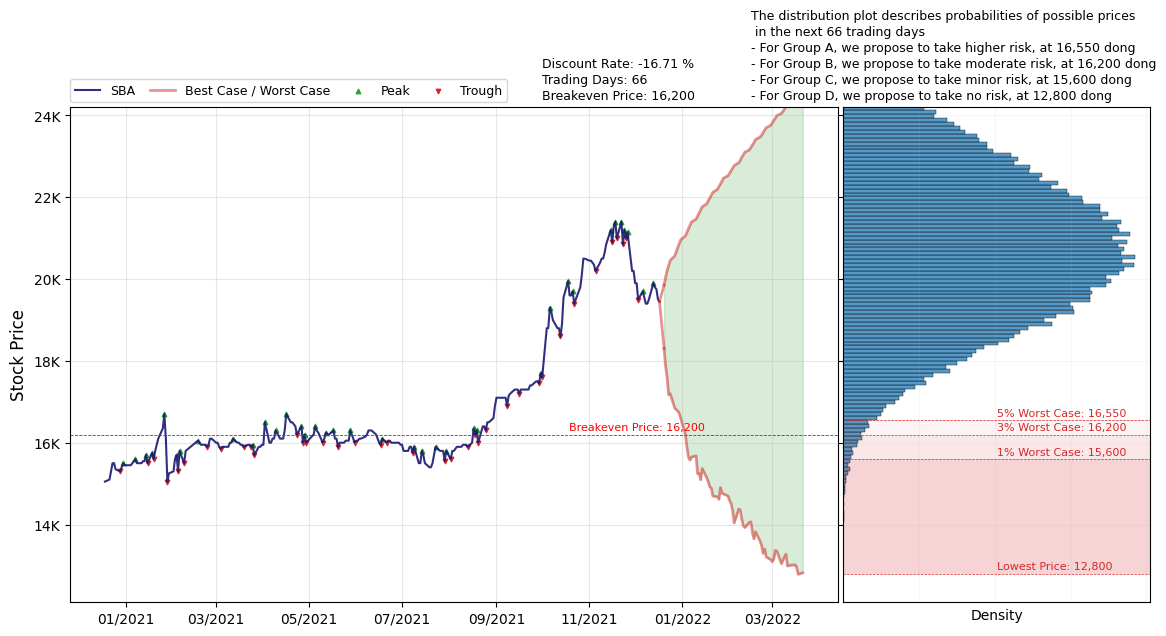 The distribution plot describes probabilities of possible prices
in the next 66 trading days
- For Group A, we propose to take higher risk, at 16,550 dong
- For Group B, we propose to take moderate risk, at 16,200 dong
- For Group C, we propose to take minor risk, at 15,600 dong
- For Group D, we propose to take no risk, at 12,800 dong
Discount Rate: -16.71 %
Trading Days: 66
Breakeven Price: 16,200
SBA
Best Case / Worst Case
Peak
Trough
Stock Price
24K
22K
20K
18K
16K
14K
Breakeven Price: 16,200
5% Worst Case: 16,550
3% Worst Case: 16,200
1% Worst Case: 15,600
Lowest Price: 12,800
01/2021
03/2021
05/2021
07/2021
09/2021
11/2021
01/2022
03/2022
Density